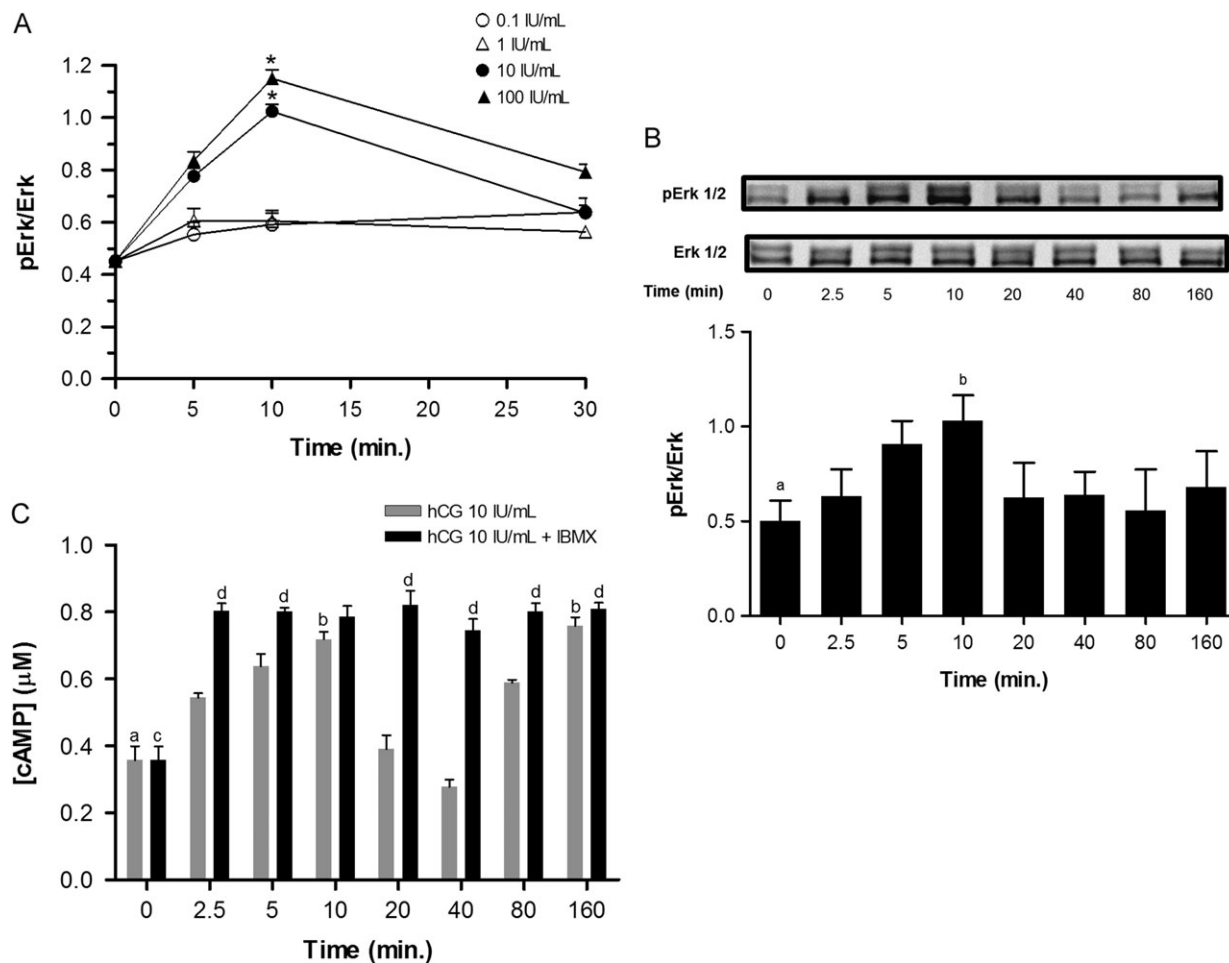 A
0.1 IU/mL
1 IU/mL
10 IU/mL
100 IU/mL
pErk/Erk
1.2
1.0
0.8
0.6
0.4
0.2
0.0
*
*
0 5 10 15 20 25 30
Time (min.)
B
pErk 1/2
Erk 1/2
Time (min) 0 2.5 5 10 20 40 80 160
pErk/Erk
1.5
1.0
0.5
0.0
a
b
0 2.5 5 10 20 40 80 160
Time (min.)
C
hCG 10 IU/mL
hCG 10 IU/mL + IBMX
[cAMP] (µM)
1.0
0.8
0.6
0.4
0.2
0.0
a c d d b d d d b d
0 2.5 5 10 20 40 80 160
Time (min.)